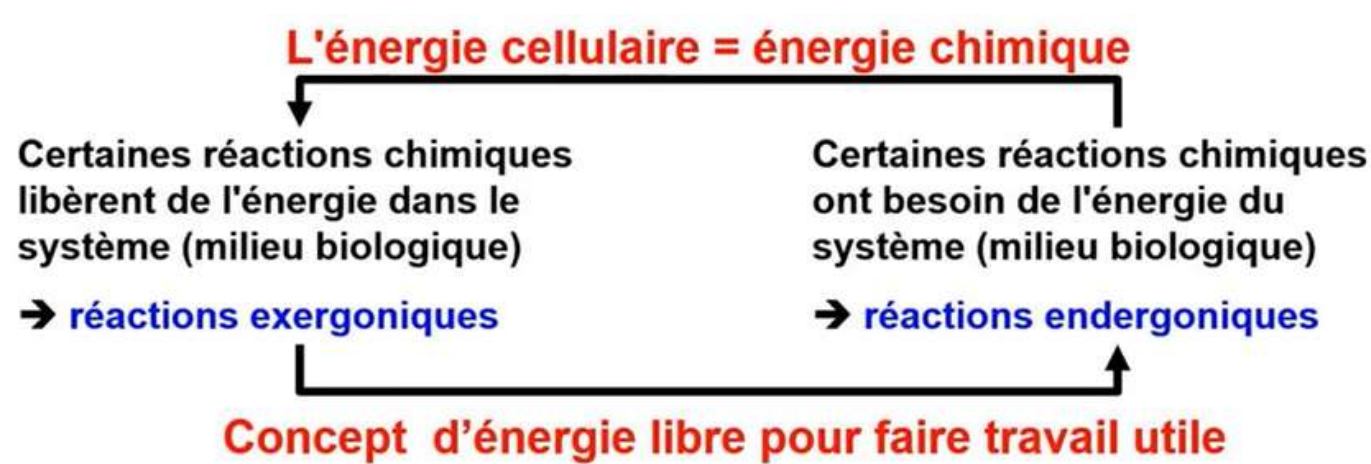 L'énergie cellulaire = énergie chimique
Certaines réactions chimiques
libèrent de l'énergie dans le
système (milieu biologique)
➔ réactions exergoniques
Certaines réactions chimiques
ont besoin de l'énergie du
système (milieu biologique)
➔ réactions endergoniques
Concept d’énergie libre pour faire travail utile